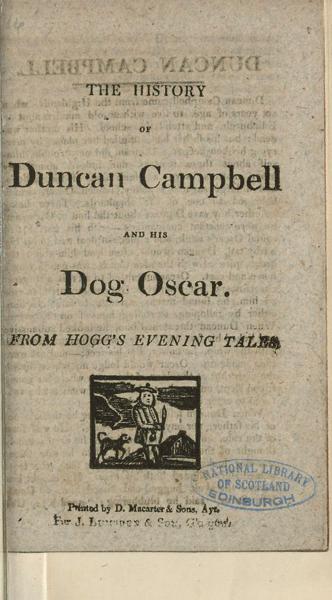 THE HISTORY
OF
Duncan Campbell
AND HIS
Dog Oscar.
FROM HOGG'S EVENING TALES
NATIONAL LIBRARY
OF SCOTLAND
EDINBURGH
Printed by D. Macarter & Sons, Ayr.
For J. & Son, Glasgow